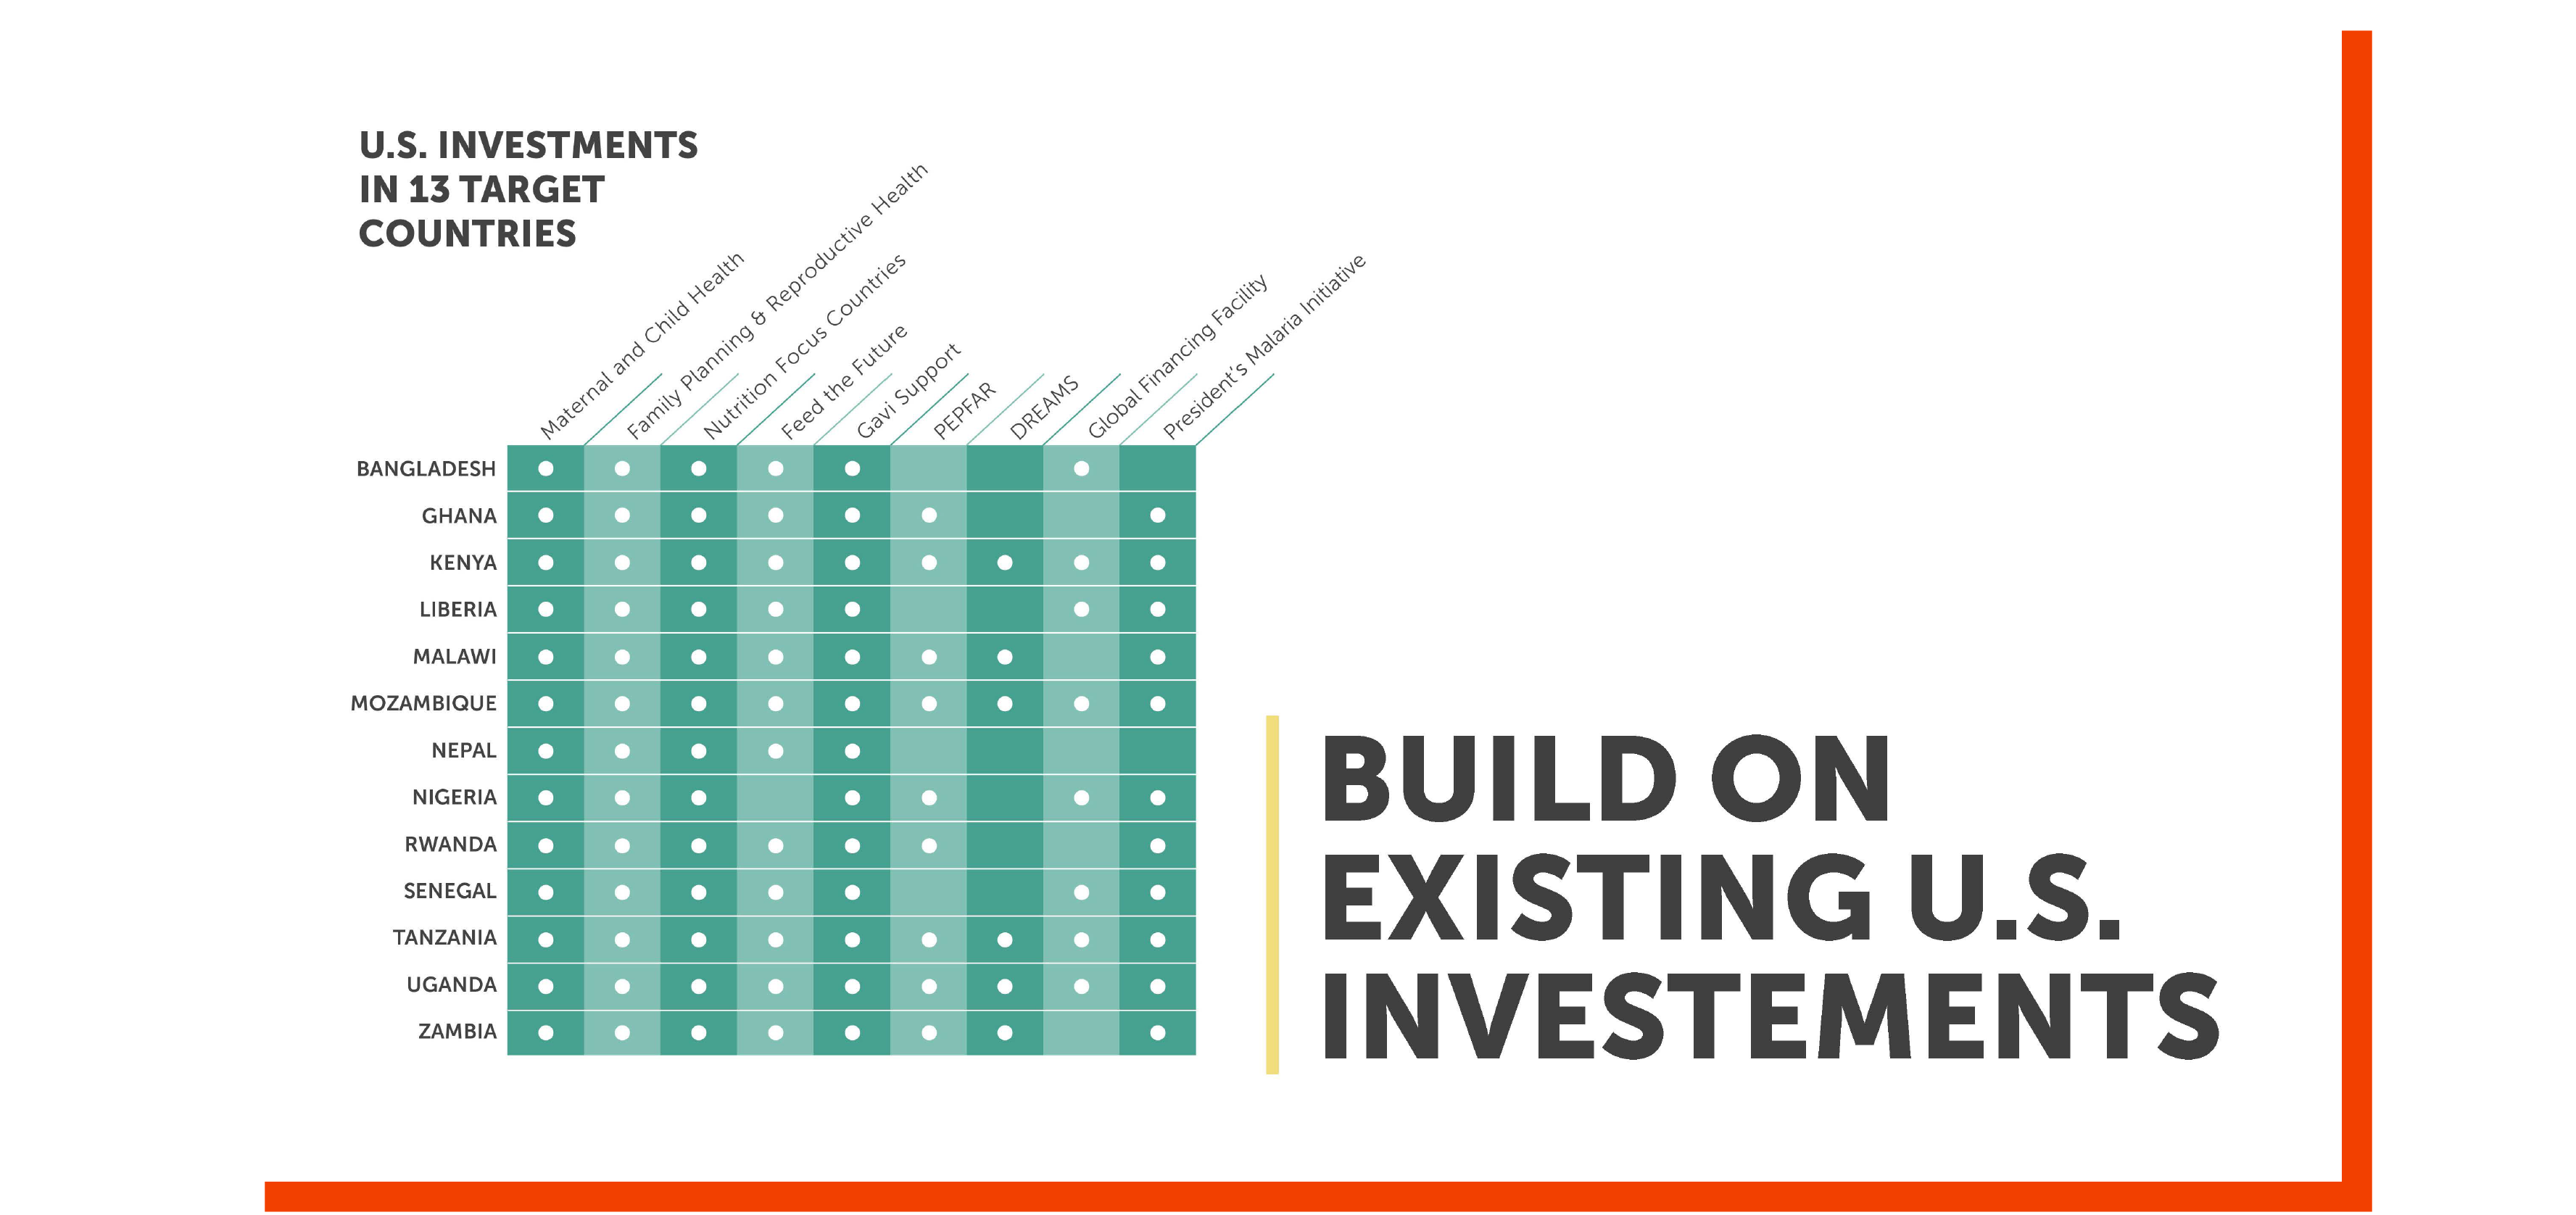 U.S. INVESTMENTS
IN 13 TARGET
COUNTRIES
Maternal and Child Health
Family Planning & Reproductive Health
Nutrition Focus Countries
Feed the Future
Gavi Support
PEPFAR
DREAMS
Global Financing Facility
President's Malaria Initiative
BANGLADESH
GHANA
KENYA
LIBERIA
MALAWI
MOZAMBIQUE
NEPAL
NIGERIA
RWANDA
SENEGAL
TANZANIA
UGANDA
ZAMBIA
BUILD ON
EXISTING U.S.
INVESTEMENTS